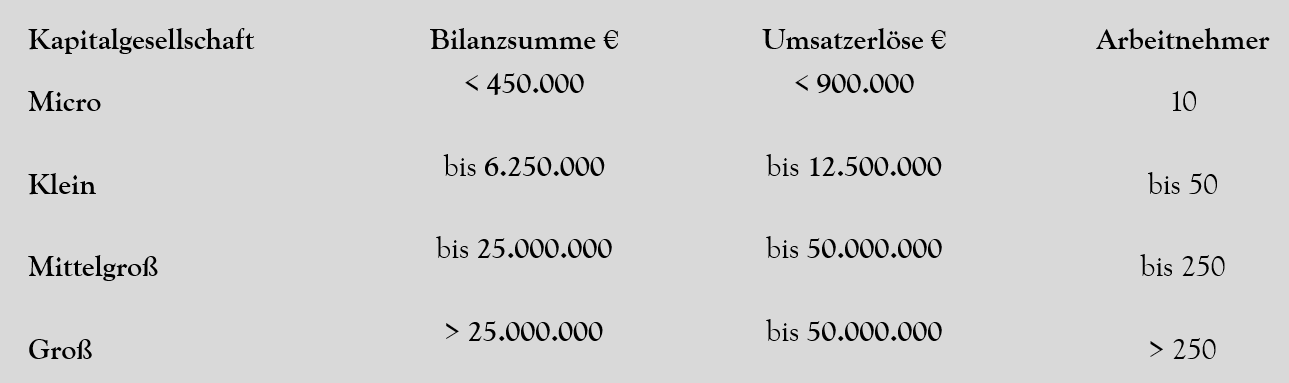 Kapitalgesellschaft Bilanzsumme € Umsatzerlöse € Arbeitnehmer
Micro < 450.000 < 900.000 10
Klein bis 6.250.000 bis 12.500.000 bis 50
Mittelgroß bis 25.000.000 bis 50.000.000 bis 250
Groß > 25.000.000 bis 50.000.000 > 250